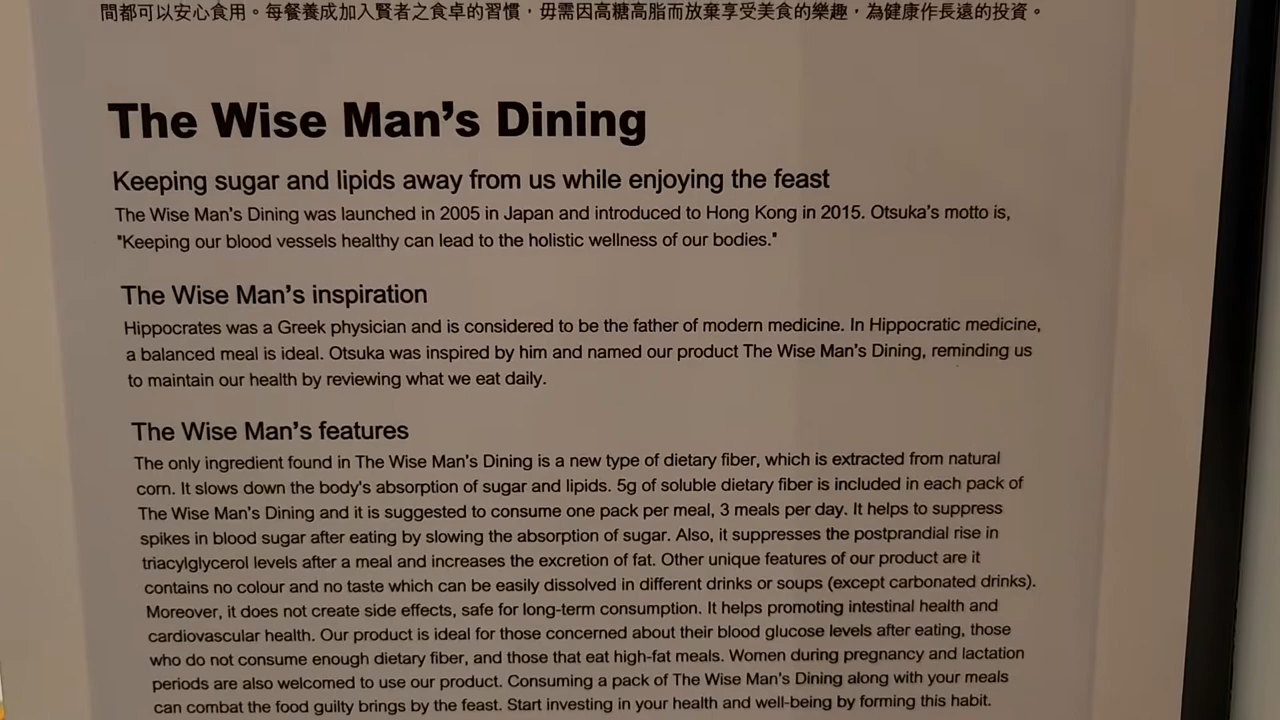 間都可以安心食用。每餐養成加入賢者之食卓的習慣，毋需因高糖高脂而放棄享受美食的樂趣，為健康作長遠的投資。
The Wise Man's Dining
Keeping sugar and lipids away from us while enjoying the feast
The Wise Man's Dining was launched in 2005 in Japan and introduced to Hong Kong in 2015. Otsuka's motto is,
"Keeping our blood vessels healthy can lead to the holistic wellness of our bodies."
The Wise Man's inspiration
Hippocrates was a Greek physician and is considered to be the father of modern medicine. In Hippocratic medicine,
a balanced meal is ideal. Otsuka was inspired by him and named our product The Wise Man's Dining, reminding us
to maintain our health by reviewing what we eat daily.
The Wise Man's features
The only ingredient found in The Wise Man's Dining is a new type of dietary fiber, which is extracted from natural
corn. It slows down the body's absorption of sugar and lipids. 5g of soluble dietary fiber is included in each pack of
The Wise Man's Dining and it is suggested to consume one pack per meal, 3 meals per day. It helps to suppress
spikes in blood sugar after eating by slowing the absorption of sugar. Also, it suppresses the postprandial rise in
triacylglycerol levels after a meal and increases the excretion of fat. Other unique features of our product are it
contains no colour and no taste which can be easily dissolved in different drinks or soups (except carbonated drinks).
Moreover, it does not create side effects, safe for long-term consumption. It helps promoting intestinal health and
cardiovascular health. Our product is ideal for those concerned about their blood glucose levels after eating, those
who do not consume enough dietary fiber, and those that eat high-fat meals. Women during pregnancy and lactation
periods are also welcomed to use our product. Consuming a pack of The Wise Man's Dining along with your meals
can combat the food guilty brings by the feast. Start investing in your health and well-being by forming this habit.